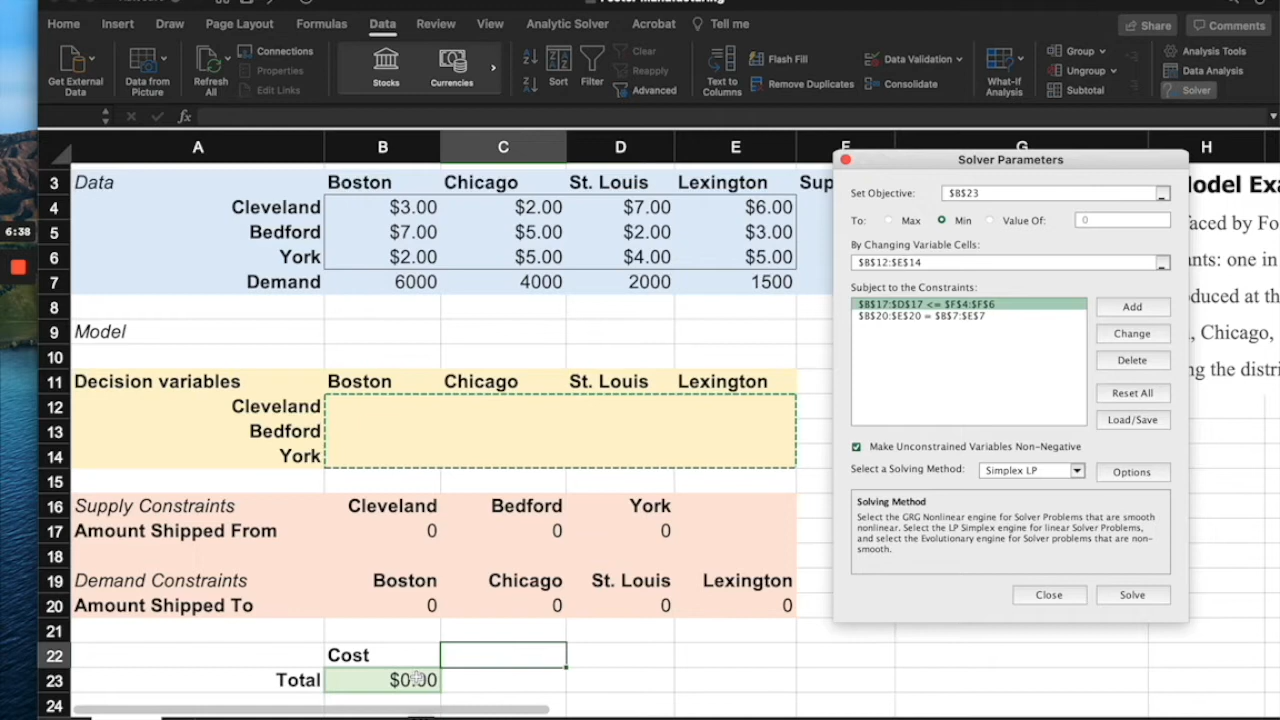 Home Insert Draw Page Layout Formulas Data Review View Analytic Solver Acrobat Tell me Share Comments
Get External Data
Data from Picture
Refresh All
Connections
Properties
Edit Links
Stocks
Currencies
Sort
Filter
Clear
Reapply
Advanced
Text to Columns
Flash Fill
Remove Duplicates
Data Validation
Consolidate
What-If Analysis
Group
Ungroup
Subtotal
Analysis Tools
Data Analysis
Solver
fx
A B C D E G H
3 Data Boston Chicago St. Louis Lexington Sup
4 Cleveland $3.00 $2.00 $7.00 $6.00
5 Bedford $7.00 $5.00 $2.00 $3.00
6 York $2.00 $5.00 $4.00 $5.00
7 Demand 6000 4000 2000 1500
8
9 Model
10
11 Decision variables Boston Chicago St. Louis Lexington
12 Cleveland
13 Bedford
14 York
15
16 Supply Constraints Cleveland Bedford York
17 Amount Shipped From 0 0 0
18
19 Demand Constraints Boston Chicago St. Louis Lexington
20 Amount Shipped To 0 0 0 0
21
22 Cost
23 Total $0.00
24
6:38
Solver Parameters
Set Objective: $B$23
To: Max Min Value Of: 0
By Changing Variable Cells:
$B$12:$E$14
Subject to the Constraints:
$B$17:$D$17 <= $F$4:$F$6
$B$20:$E$20 = $B$7:$E$7
Add
Change
Delete
Reset All
Load/Save
Make Unconstrained Variables Non-Negative
Select a Solving Method: Simplex LP Options
Solving Method
Select the GRG Nonlinear engine for Solver Problems that are smooth
nonlinear. Select the LP Simplex engine for linear Solver Problems,
and select the Evolutionary engine for Solver problems that are non-
smooth.
Close Solve
odel Exa
faced by Fo
nts: one in
duced at th
, Chicago,
ng the distri